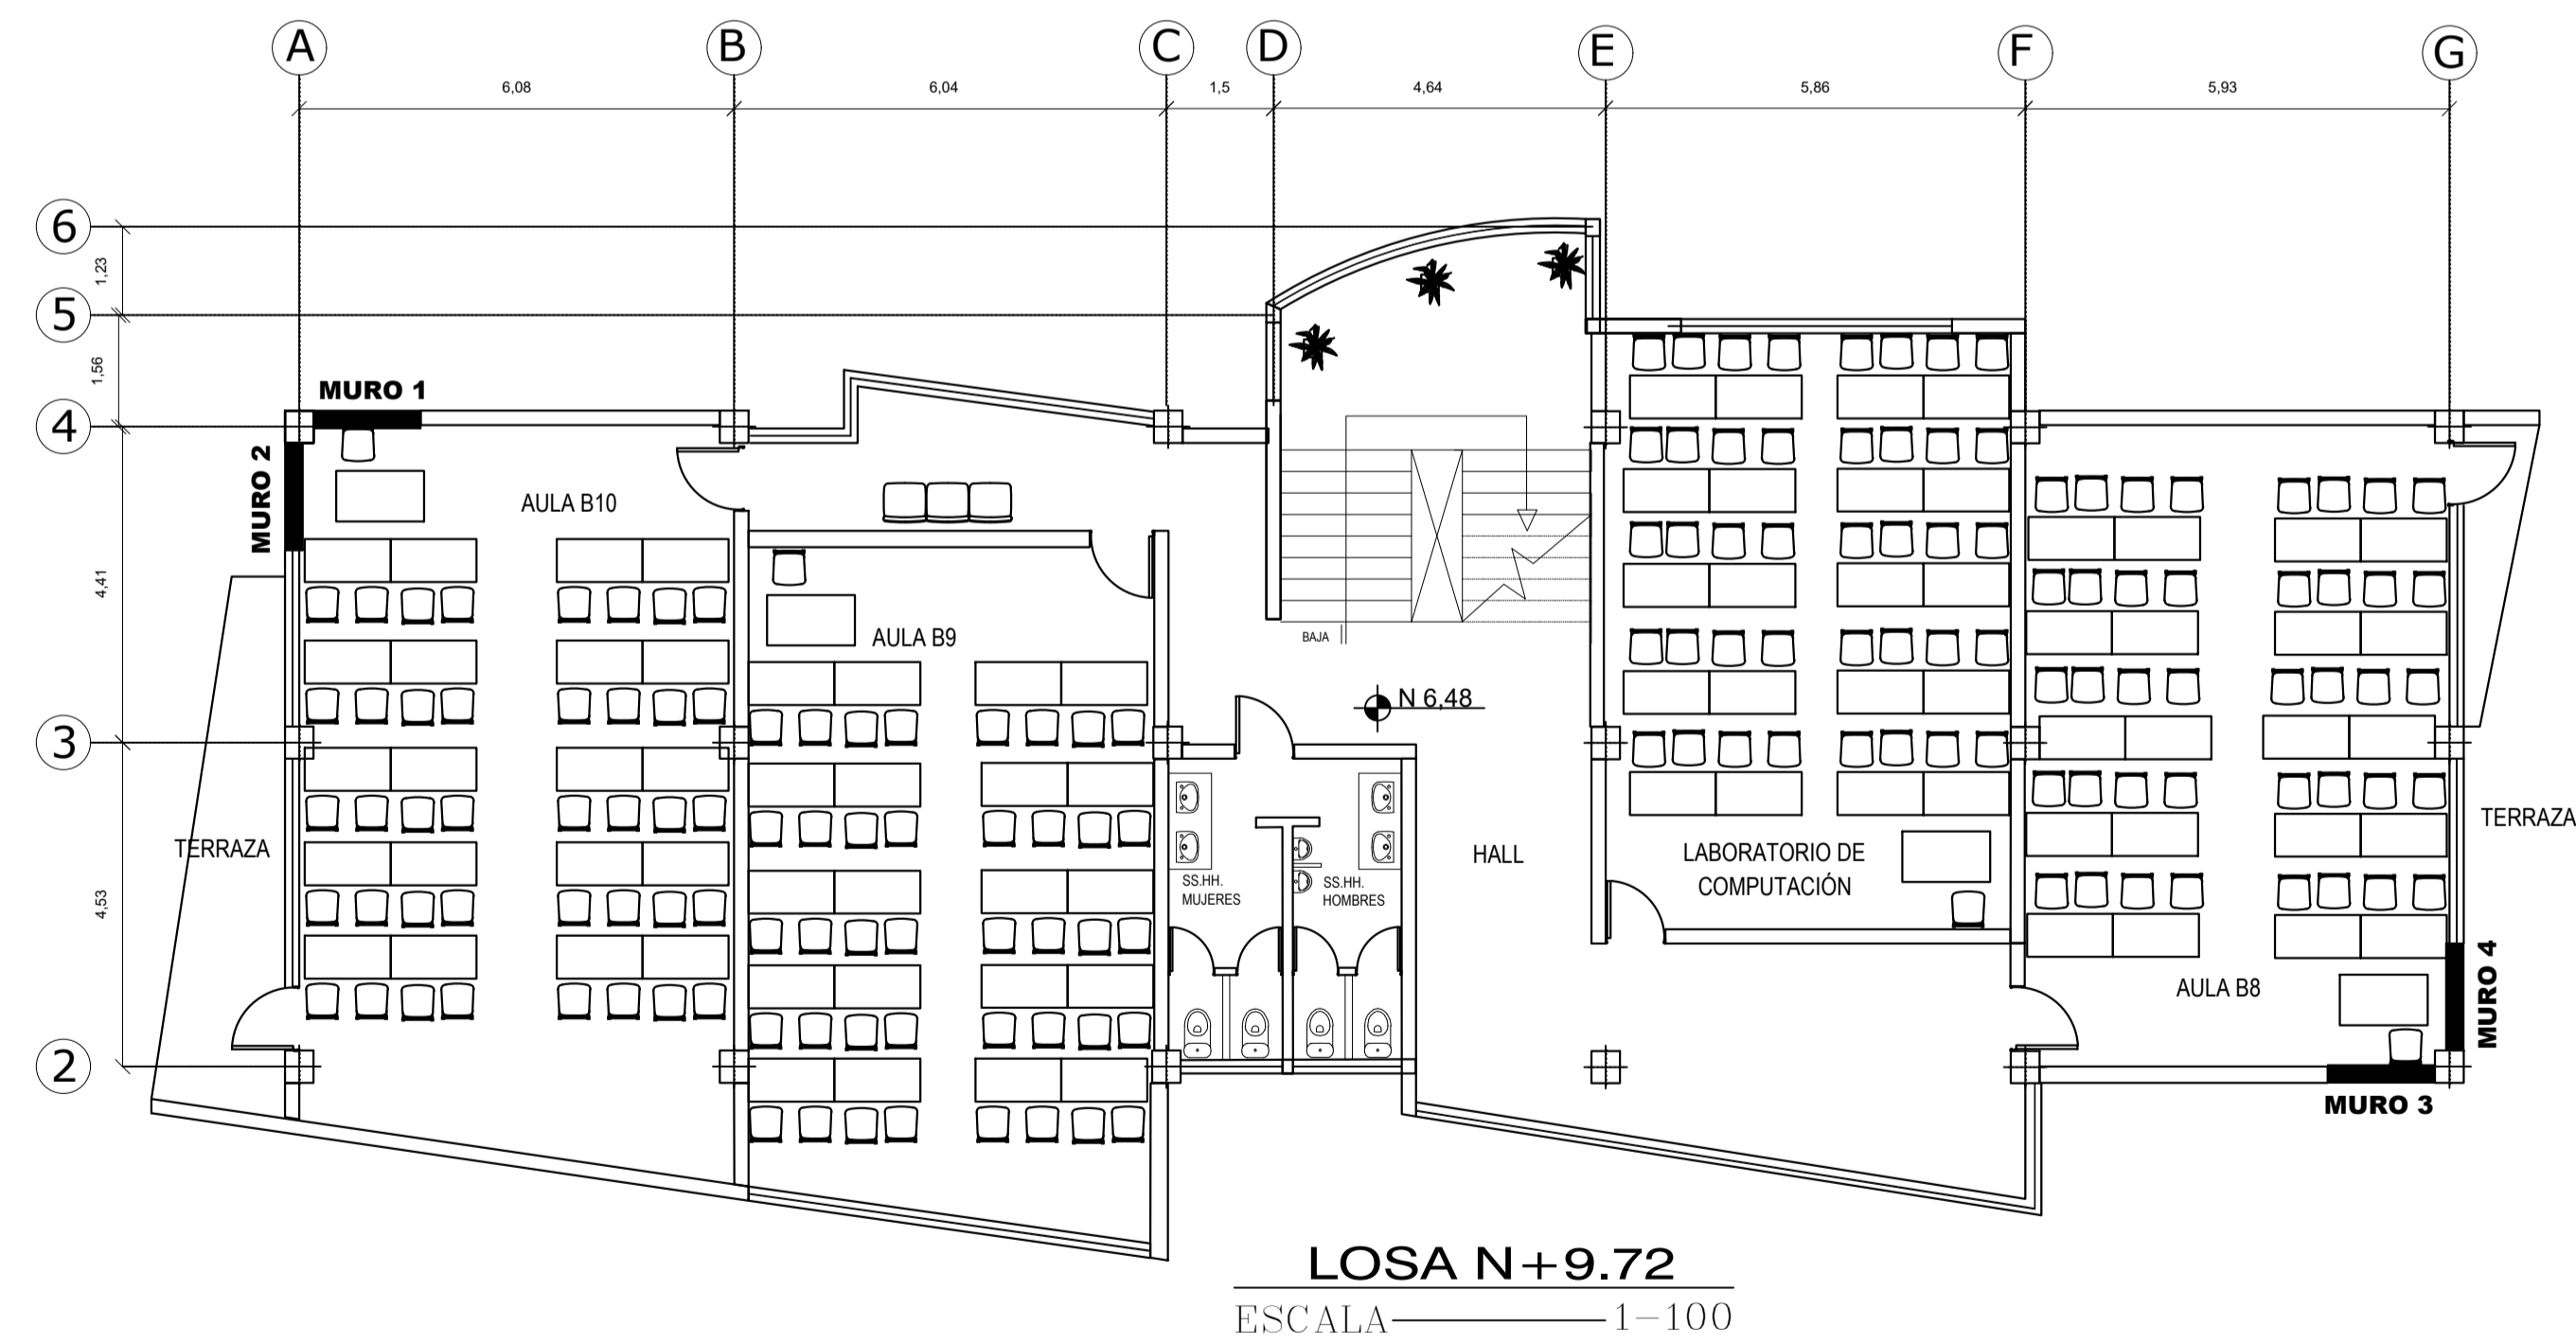 A
B
C
D
E
F
G
6,08
6,04
1,5
4,64
5,86
5,93
6
1,23
5
1,56
4
4,41
3
4,53
2
MURO 1
MURO 2
AULA B10
AULA B9
BAJA
N 6,48
TERRAZA
SS.HH.
MUJERES
SS.HH.
HOMBRES
HALL
LABORATORIO DE
COMPUTACIÓN
TERRAZA
AULA B8
MURO 4
MURO 3
LOSA N+9.72
ESCALA 1-100